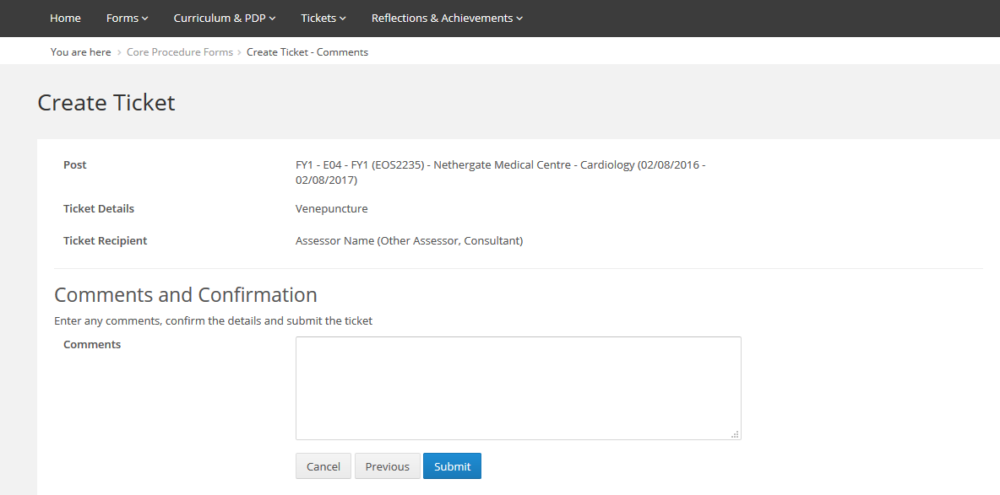 Home Forms Curriculum & PDP Tickets Reflections & Achievements
You are here › Core Procedure Forms › Create Ticket - Comments
Create Ticket
Post FY1 - E04 - FY1 (EOS2235) - Nethergate Medical Centre - Cardiology (02/08/2016 -
02/08/2017)
Ticket Details Venepuncture
Ticket Recipient Assessor Name (Other Assessor, Consultant)
Comments and Confirmation
Enter any comments, confirm the details and submit the ticket
Comments
Cancel Previous Submit